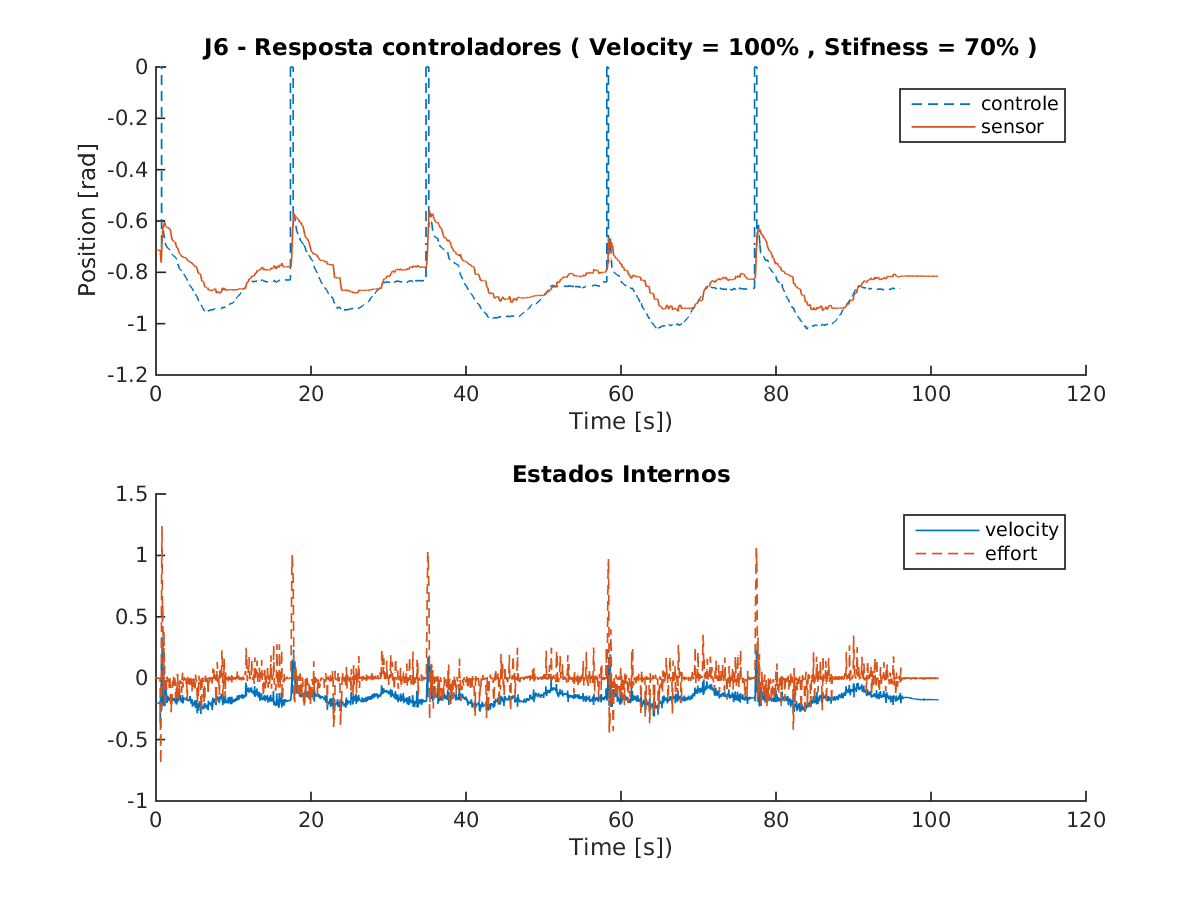 J6 - Resposta controladores ( Velocity = 100% , Stifness = 70% )
0
-0.2
-0.4
-0.6
-0.8
-1
-1.2
Position [rad]
controle
sensor
0 20 40 60 80 100 120
Time [s])
Estados Internos
1.5
1
0.5
0
-0.5
-1
velocity
effort
0 20 40 60 80 100 120
Time [s])